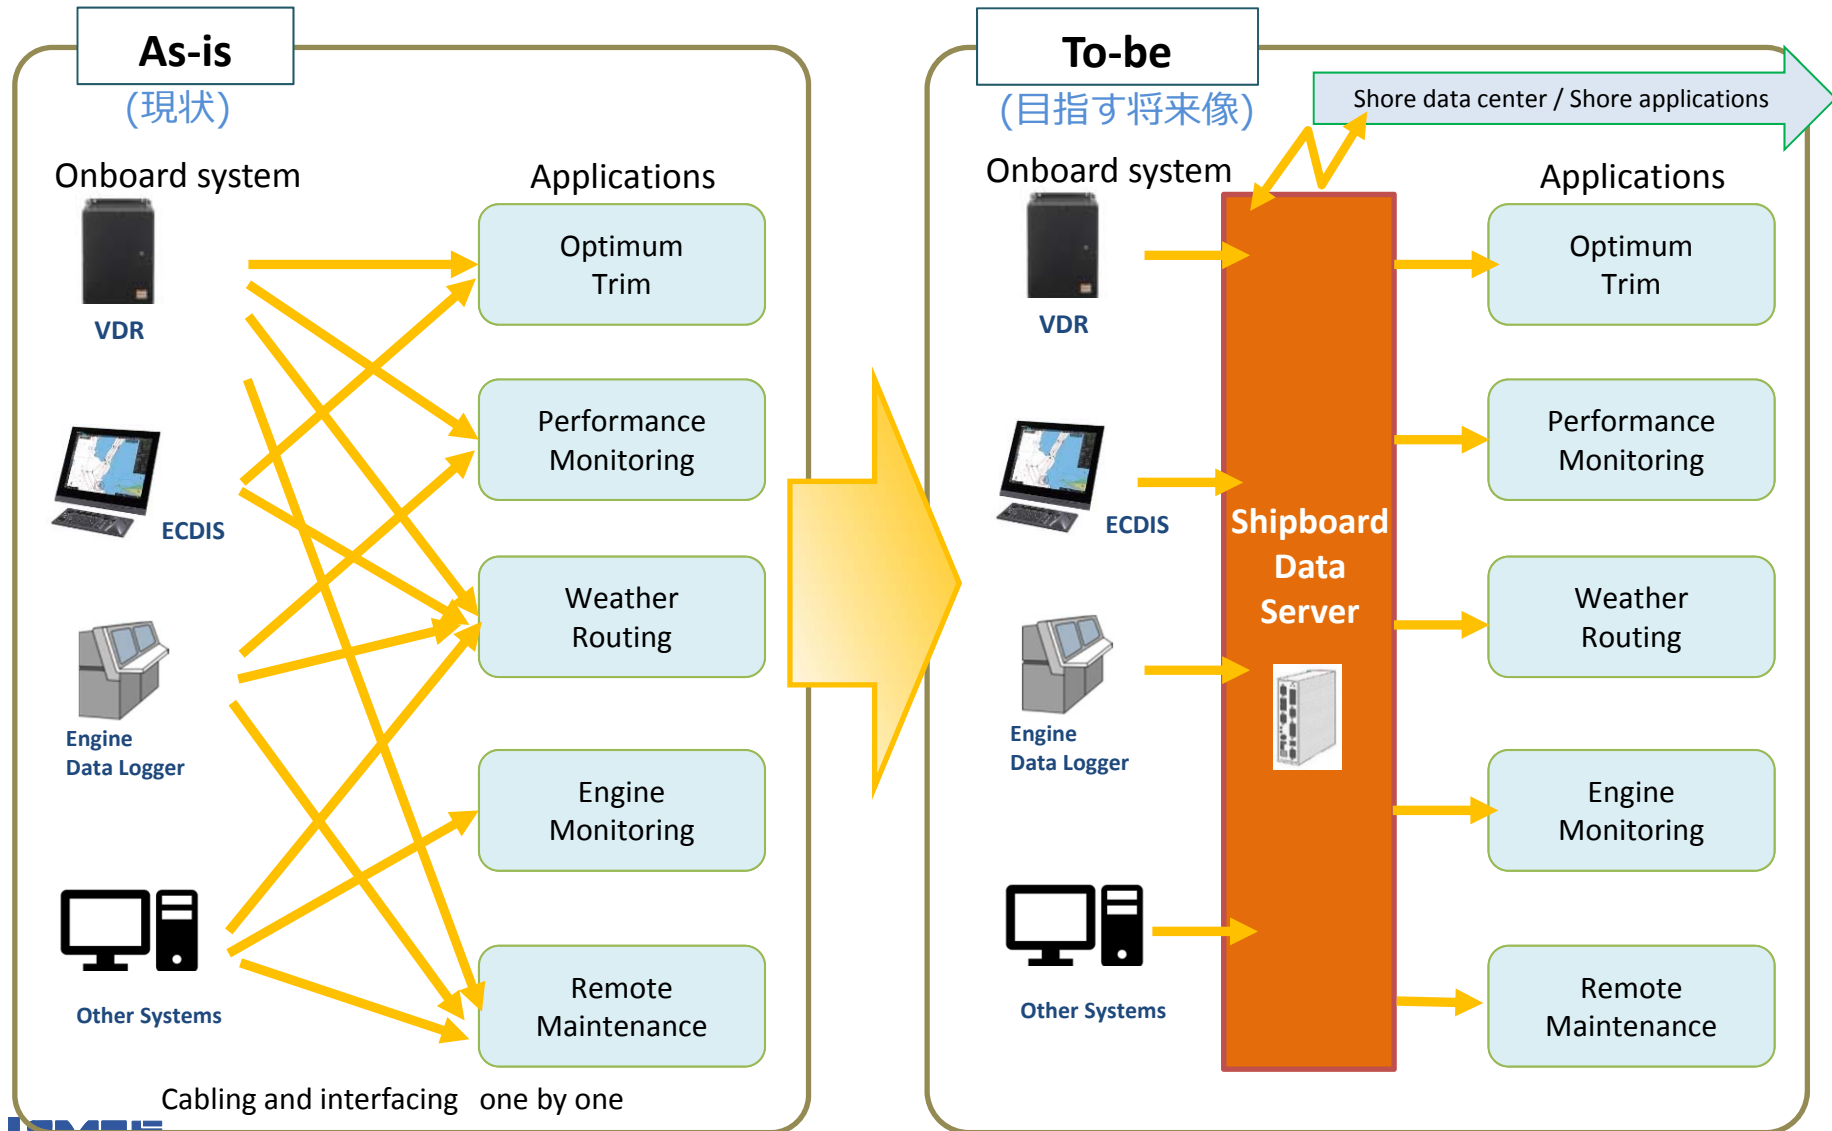 As-is
(現状)
Onboard system
Applications
VDR
ECDIS
Engine
Data Logger
Other Systems
Optimum
Trim
Performance
Monitoring
Weather
Routing
Engine
Monitoring
Remote
Maintenance
Cabling and interfacing one by one
To-be
(目指す将来像)
Shore data center / Shore applications
Onboard system
Applications
VDR
ECDIS
Engine
Data Logger
Other Systems
Shipboard
Data
Server
Optimum
Trim
Performance
Monitoring
Weather
Routing
Engine
Monitoring
Remote
Maintenance